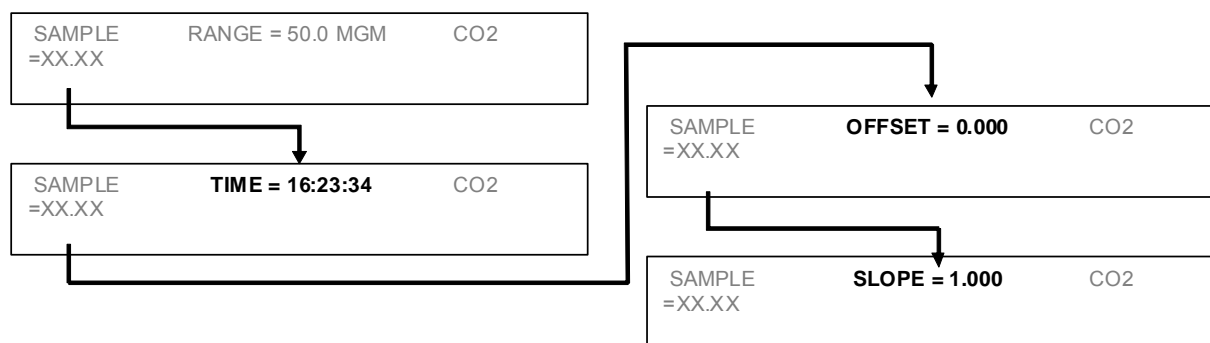 SAMPLE RANGE = 50.0 MGM CO2
=XX.XX
SAMPLE TIME = 16:23:34 CO2
=XX.XX
SAMPLE OFFSET = 0.000 CO2
=XX.XX
SAMPLE SLOPE = 1.000 CO2
=XX.XX